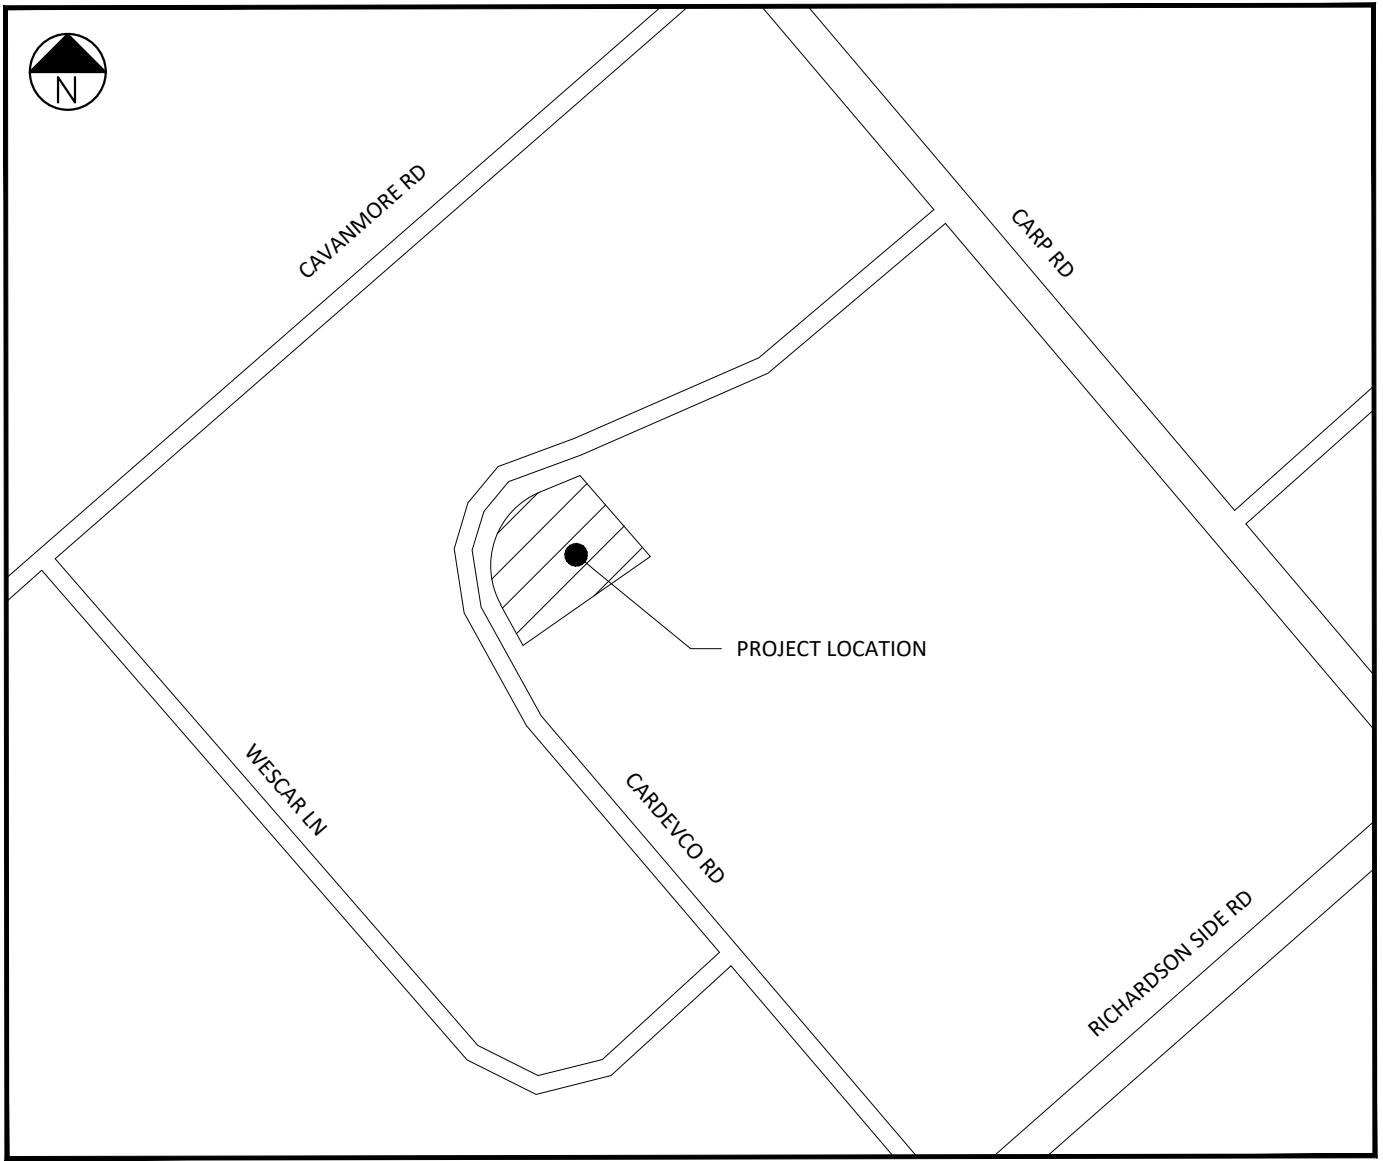 N
CAVANMORE RD
CARP RD
PROJECT LOCATION
WESCAR LN
CARDEVCO RD
RICHARDSON SIDE RD